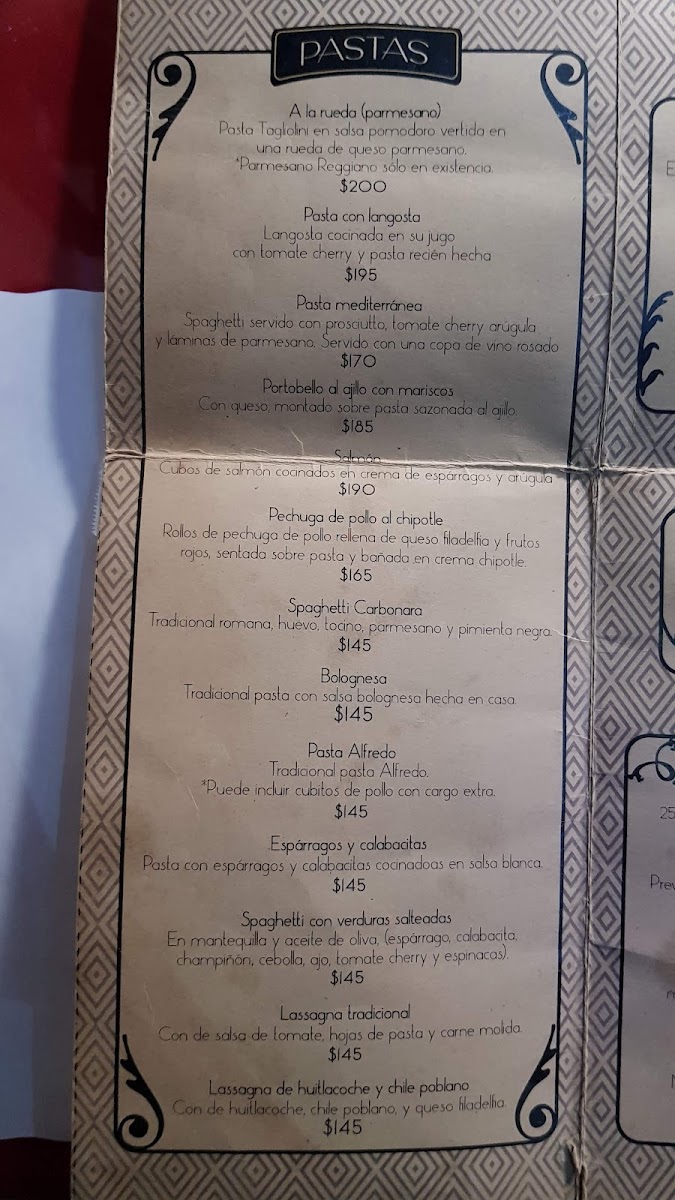 PASTAS
A la rueda (parmesano)
Pasta Tagliolini en salsa pomodoro vertida en
una rueda de queso parmesano.
*Parmesano Reggiano sólo en existencia.
$200
Pasta con langosta
Langosta cocinada en su jugo
con tomate cherry y pasta recién hecha
$195
Pasta mediterránea
Spaghetti servido con prosciutto, tomate cherry arúgula
y láminas de parmesano. Servido con una copa de vino rosado
$170
Portobello al ajillo con mariscos
Con queso, montado sobre pasta sazonada al ajillo.
$185
Salmón
Cubos de salmón cocinados en crema de espárragos y arúgula
$190
Pechuga de pollo al chipotle
Rollos de pechuga de pollo rellena de queso filadelfia y frutos
rojos, sentada sobre pasta y bañada en crema chipotle.
$165
Spaghetti Carbonara
Tradicional romana, huevo, tocino, parmesano y pimienta negra.
$145
Bolognesa
Tradicional pasta con salsa bolognesa hecha en casa.
$145
Pasta Alfredo
Tradicional pasta Alfredo.
*Puede incluir cubitos de pollo con cargo extra.
$145
Espárragos y calabacitas
Pasta con espárragos y calabacitas cocinadoas en salsa blanca.
$145
Spaghetti con verduras salteadas
En mantequilla y aceite de oliva, (espárrago, calabacita,
champiñón, cebolla, ajo, tomate cherry y espinacas).
$145
Lassagna tradicional
Con de salsa de tomate, hojas de pasta y carne molida.
$145
Lassagna de huitlacoche y chile poblano
Con de huitlacoche, chile poblano, y queso filadelfia.
$145
25